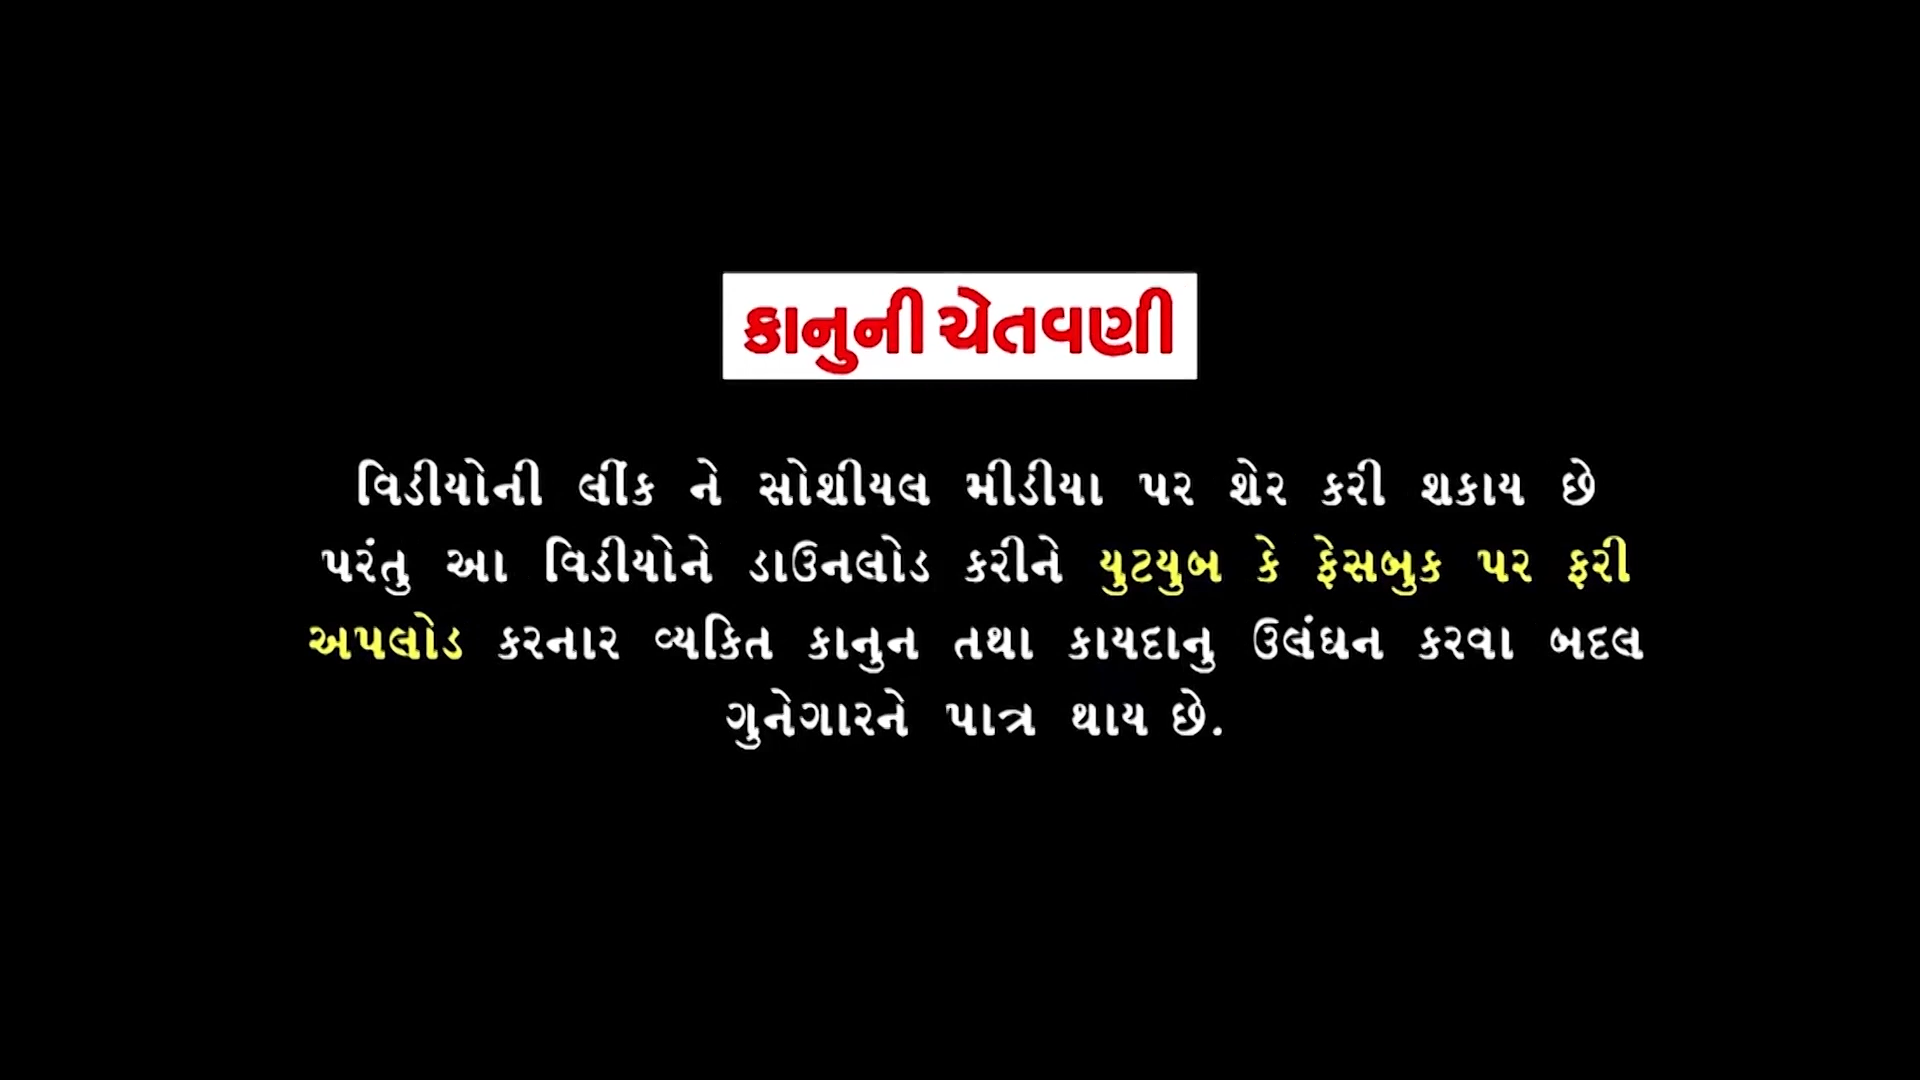 કાનુની ચેતવણી
વિડીયોની લીંક ને સોશીયલ મીડીયા પર શેર કરી શકાય છે
પરંતુ આ વિડીયોને ડાઉનલોડ કરીને યુટયુબ કે ફેસબુક પર ફરી
અપલોડ કરનાર વ્યકિત કાનુન તથા કાયદાનુ ઉલંઘન કરવા બદલ
ગુનેગારને પાત્ર થાય છે.